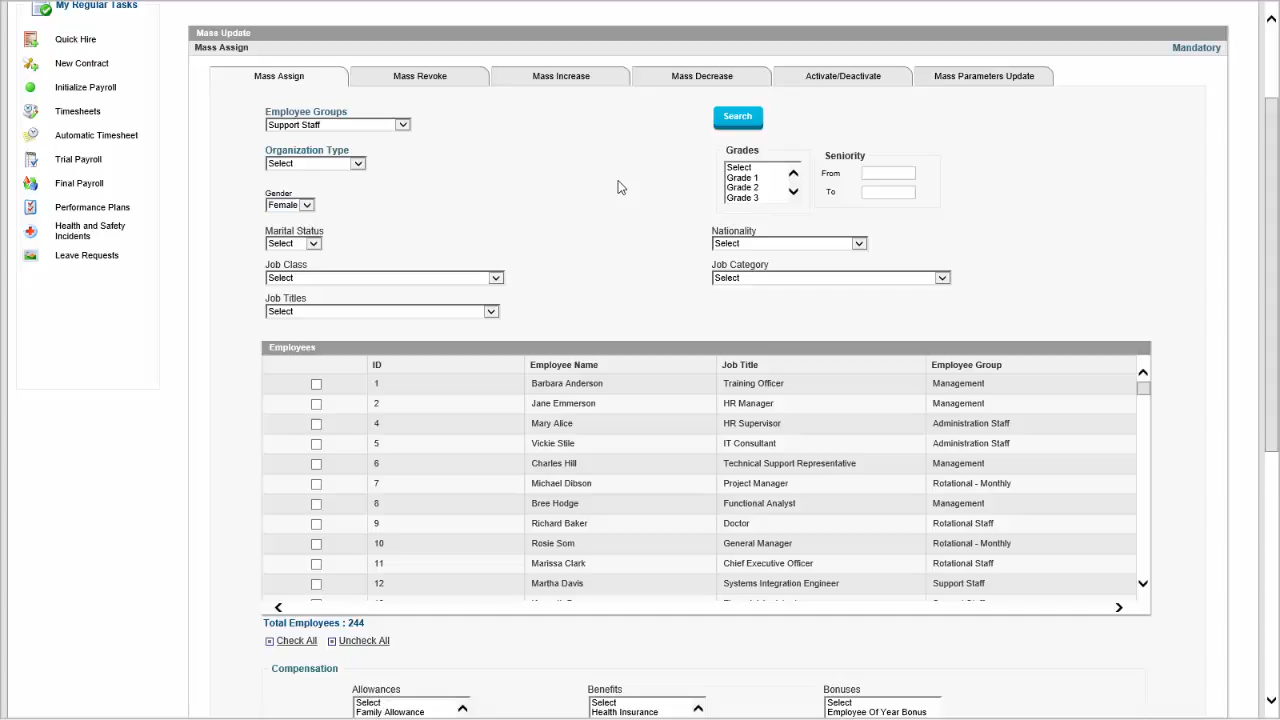 My Regular Tasks
Quick Hire
New Contract
Initialize Payroll
Timesheets
Automatic Timesheet
Trial Payroll
Final Payroll
Performance Plans
Health and Safety
Incidents
Leave Requests
Mass Update
Mass Assign
Mandatory
Mass Assign
Mass Revoke
Mass Increase
Mass Decrease
Activate/Deactivate
Mass Parameters Update
Employee Groups
Support Staff
Search
Organization Type
Select
Grades
Select
Grade 1
Grade 2
Grade 3
Seniority
From
To
Gender
Female
Marital Status
Select
Nationality
Select
Job Class
Select
Job Category
Select
Job Titles
Select
Employees
ID Employee Name Job Title Employee Group
1 Barbara Anderson Training Officer Management
2 Jane Emmerson HR Manager Management
4 Mary Alice HR Supervisor Administration Staff
5 Vickie Stile IT Consultant Administration Staff
6 Charles Hill Technical Support Representative Management
7 Michael Dibson Project Manager Rotational - Monthly
8 Bree Hodge Functional Analyst Management
9 Richard Baker Doctor Rotational Staff
10 Rosie Som General Manager Rotational - Monthly
11 Marissa Clark Chief Executive Officer Rotational Staff
12 Martha Davis Systems Integration Engineer Support Staff
Total Employees : 244
Check All Uncheck All
Compensation
Allowances
Select
Family Allowance
Benefits
Select
Health Insurance
Bonuses
Select
Employee Of Year Bonus